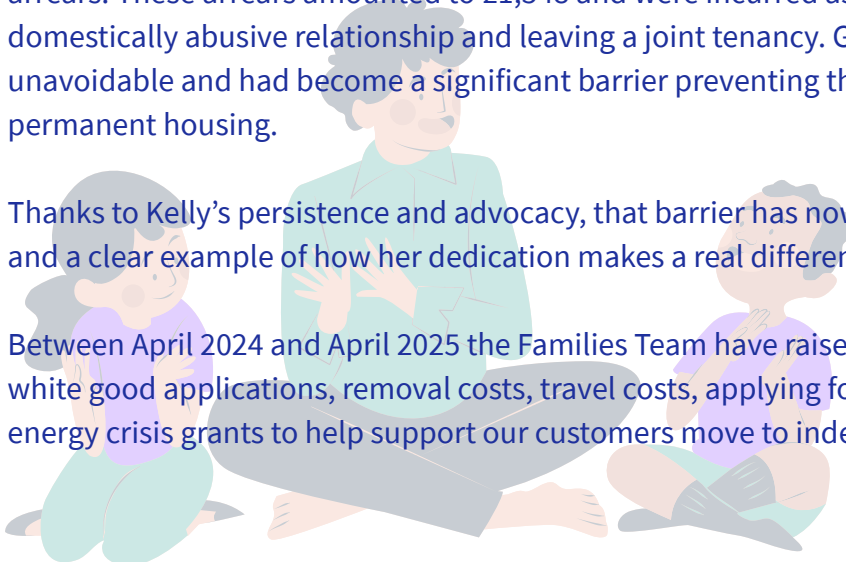 domestically abusive relationship and leaving a joint tenancy.
unavoidable and had become a significant barrier preventing
permanent housing.
Thanks to Kelly's persistence and advocacy, that barrier has
and a clear example of how her dedication makes a real
Between April 2024 and April 2025 the Families Team have
white good applications, removal costs, travel costs, applying
energy crisis grants to help support our customers move to